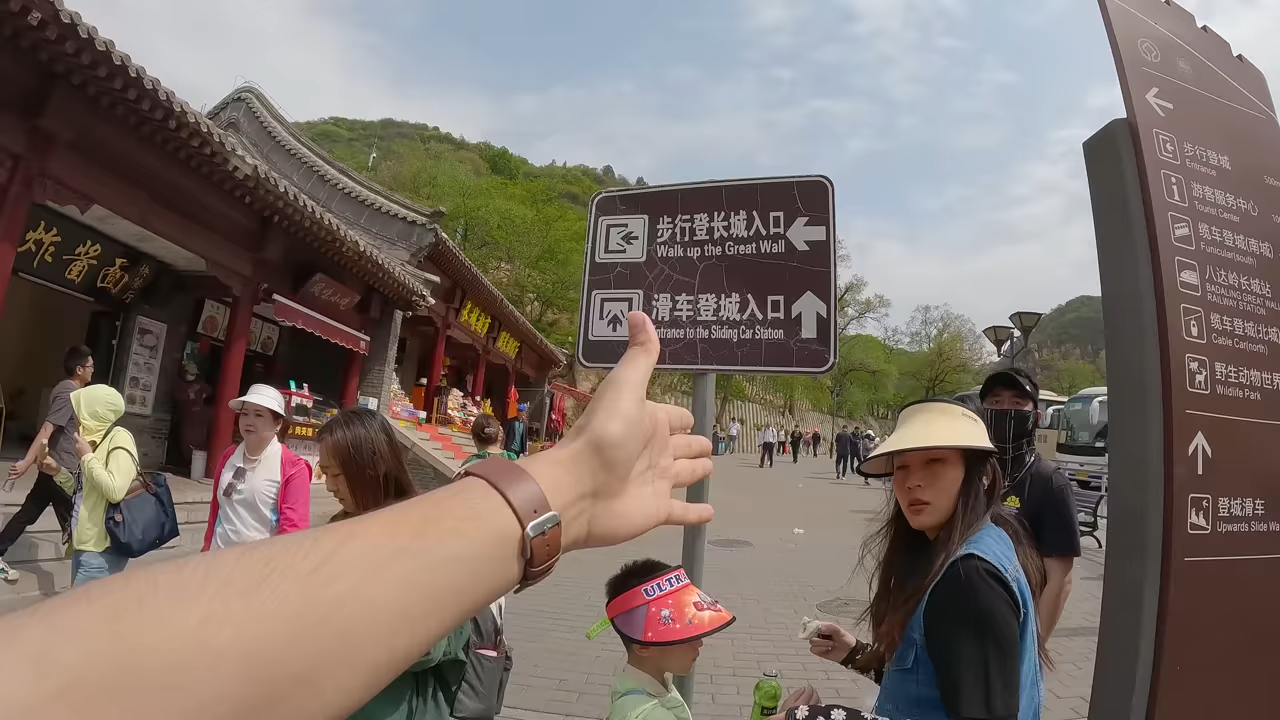 炸酱面
步行登长城入口
Walk up the Great Wall
滑车登城入口
ntrance to the Sliding Car Station
ULTRA
步行登城
Entrance
游客服务中心
Tourist Center
缆车登城(南城)
Funicular(south)
八达岭长城站
BADALING GREAT WALL
RAILWAY STATION
缆车登城(北城
Cable Car(north)
野生动物世界
Wildlife Park
登城滑车
Upwards Slide Wa